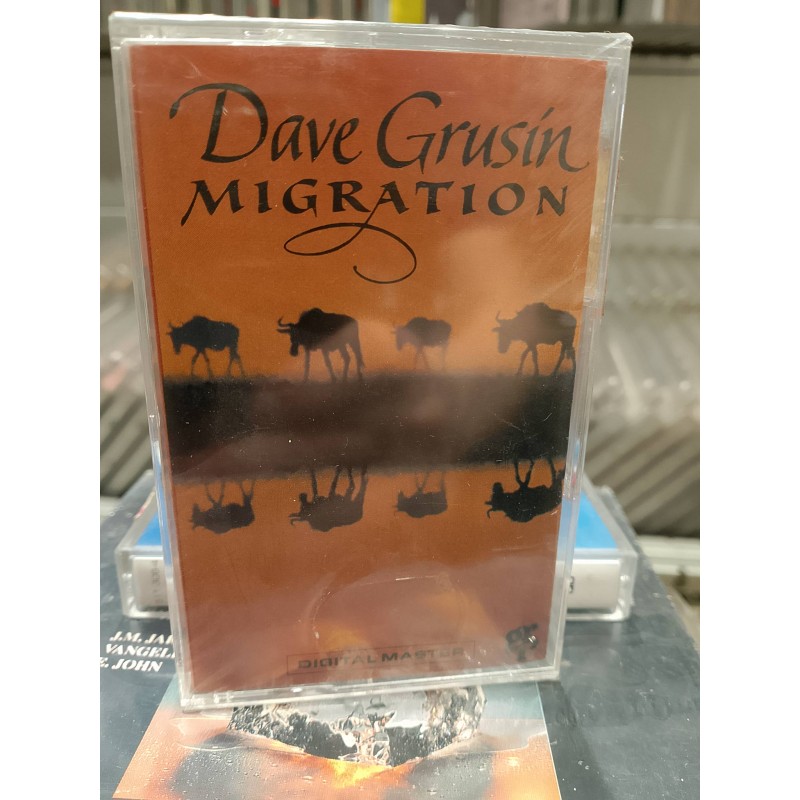 Dave Grusin
MIGRATION
DIGITAL MASTER
J.M. JA
VANGEL
E. JOHN